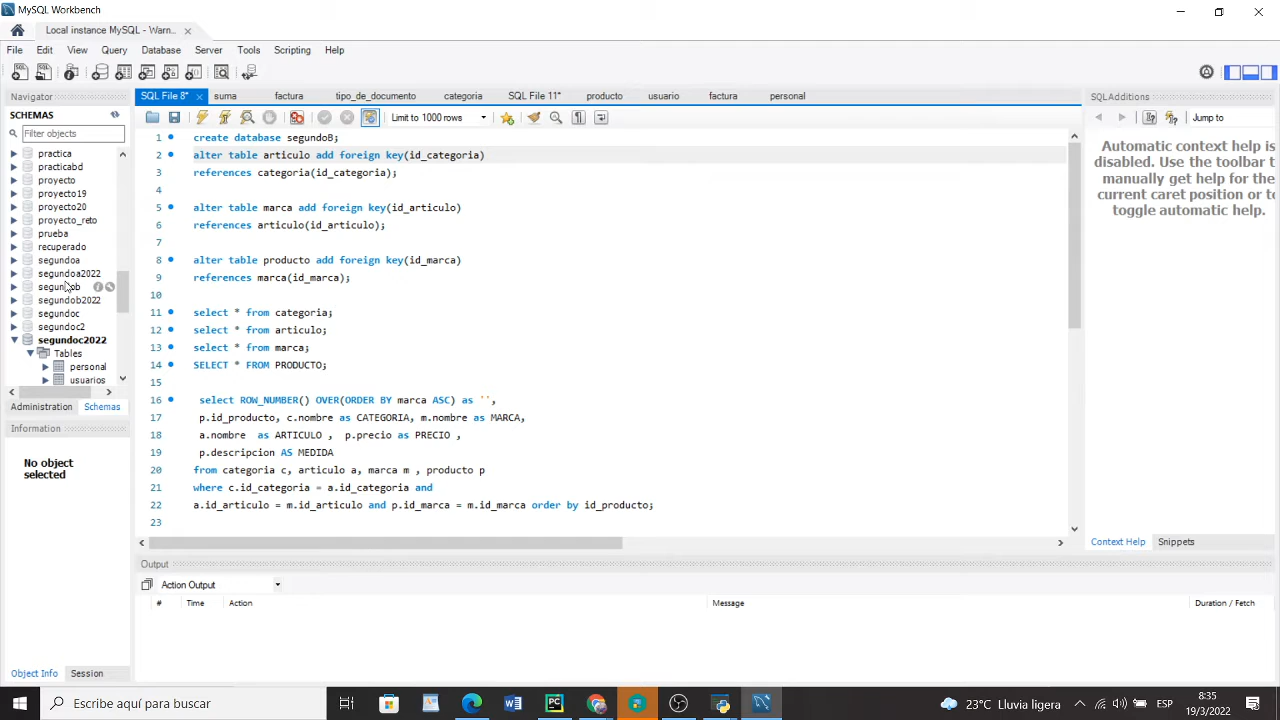 MySQL Workbench
Local instance MySQL - Warn...
File Edit View Query Database Server Tools Scripting Help
Navigator
SCHEMAS
Filter objects
practica
practicabd
proyecto
proyecto19
proyecto20
proyecto_reto
prueba
recuperado
segundoa
segundoa2022
segundob
segundob2022
segundoc
segundoc2
segundoc2022
Tables
personal
usuarios
Administration Schemas
Information
No object
selected
Object Info Session
SQL File 8* suma factura tipo_de_documento categoria SQL File 11* producto usuario factura personal
Limit to 1000 rows
1 create database segundoB;
2 alter table articulo add foreign key(id_categoria)
3 references categoria(id_categoria);
4
5 alter table marca add foreign key(id_articulo)
6 references articulo(id_articulo);
7
8 alter table producto add foreign key(id_marca)
9 references marca(id_marca);
10
11 select * from categoria;
12 select * from articulo;
13 select * from marca;
14 SELECT * FROM PRODUCTO;
15
16 select ROW_NUMBER() OVER(ORDER BY marca ASC) as '',
17 p.id_producto, c.nombre as CATEGORIA, m.nombre as MARCA,
18 a.nombre as ARTICULO , p.precio as PRECIO ,
19 p.descripcion AS MEDIDA
20 from categoria c, articulo a, marca m , producto p
21 where c.id_categoria = a.id_categoria and
22 a.id_articulo = m.id_articulo and p.id_marca = m.id_marca order by id_producto;
23
Output
Action Output
# Time Action Message Duration / Fetch
SQLAdditions
Jump to
Automatic context help is
disabled. Use the toolbar t
manually get help for the
current caret position or to
toggle automatic help.
Context Help Snippets
Escribe aquí para buscar
23°C Lluvia ligera
ESP
8:35
19/3/2022